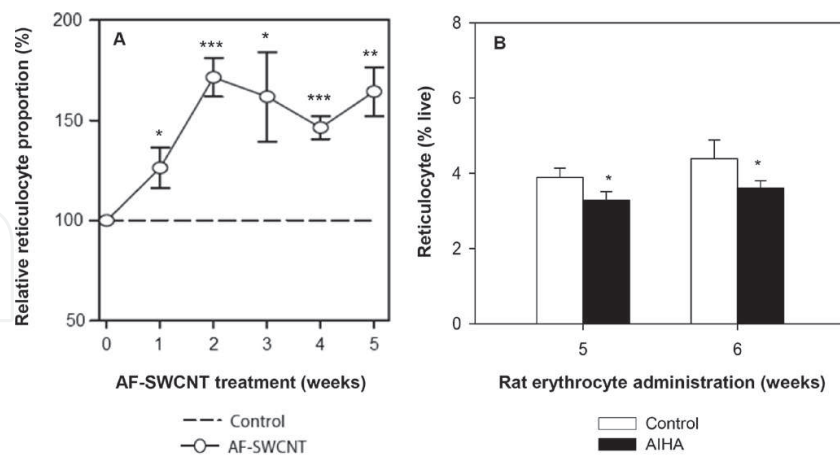 A
Relative reticulocyte proportion (%)
200
150
100
50
*
***
*
***
**
0 1 2 3 4 5
AF-SWCNT treatment (weeks)
Control
AF-SWCNT
B
Reticulocyte (% live)
8
6
4
2
0
*
*
5 6
Rat erythrocyte administration (weeks)
Control
AIHA